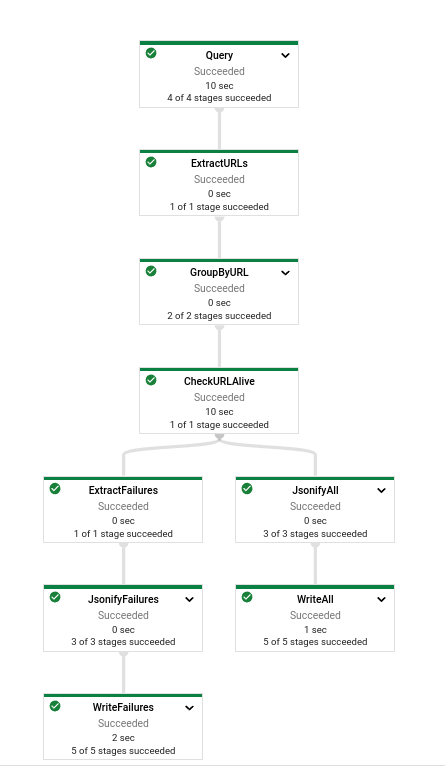 Query
Succeeded
10 sec
4 of 4 stages succeeded
ExtractURLs
Succeeded
0 sec
1 of 1 stage succeeded
GroupByURL
Succeeded
0 sec
2 of 2 stages succeeded
CheckURLAlive
Succeeded
10 sec
1 of 1 stage succeeded
ExtractFailures
Succeeded
0 sec
1 of 1 stage succeeded
JsonifyAll
Succeeded
0 sec
3 of 3 stages succeeded
JsonifyFailures
Succeeded
0 sec
3 of 3 stages succeeded
WriteAll
Succeeded
1 sec
5 of 5 stages succeeded
WriteFailures
Succeeded
2 sec
5 of 5 stages succeeded